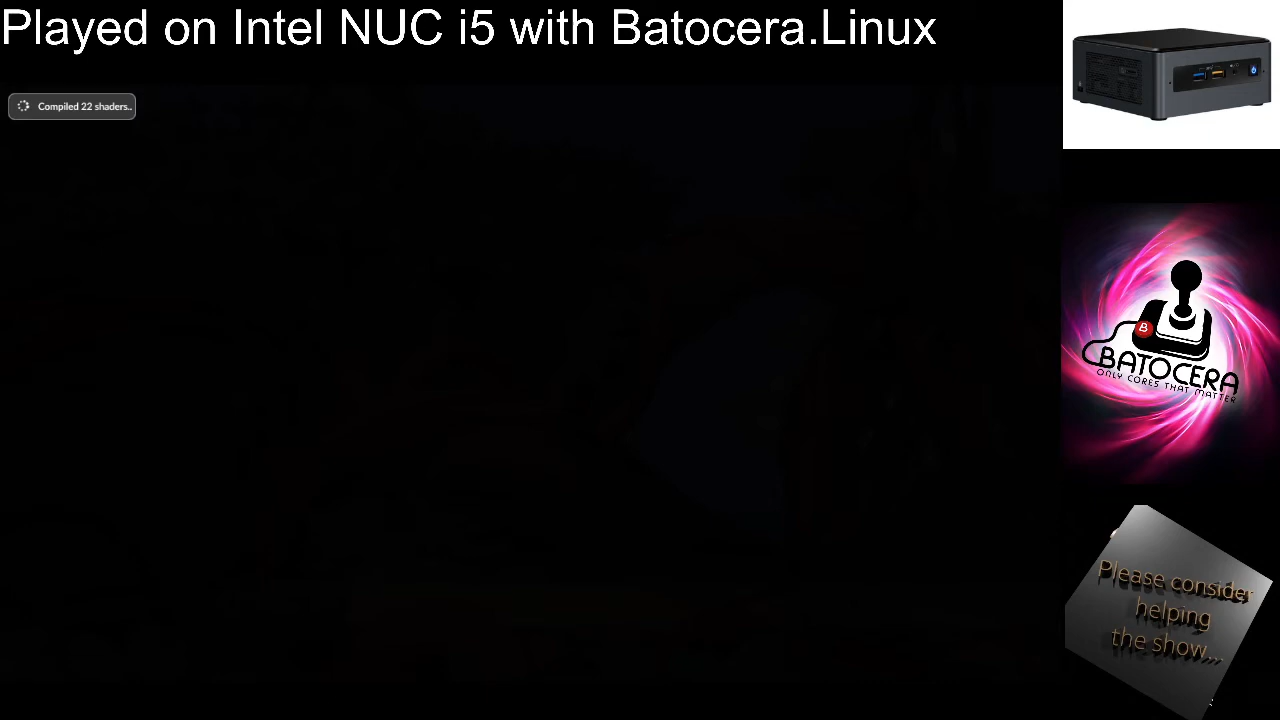 Played on Intel NUC i5 with Batocera.Linux
Compiled 22 shaders..
B
BATOCERA
ONLY CORES THAT MATTER
Please consider
helping
the show...